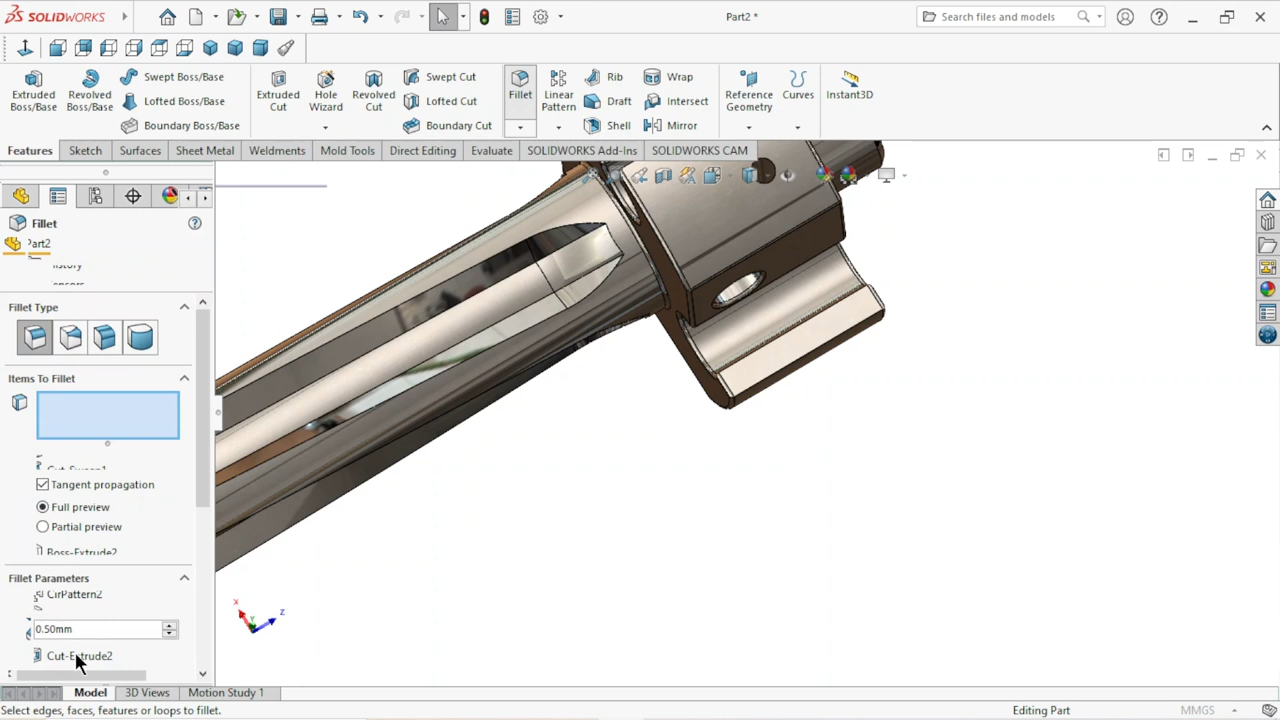 SOLIDWORKS
Part2 *
Search files and models
Extruded Boss/Base
Revolved Boss/Base
Swept Boss/Base
Lofted Boss/Base
Boundary Boss/Base
Extruded Cut
Hole Wizard
Revolved Cut
Swept Cut
Lofted Cut
Boundary Cut
Fillet
Linear Pattern
Rib
Draft
Shell
Wrap
Intersect
Mirror
Reference Geometry
Curves
Instant3D
Features
Sketch
Surfaces
Sheet Metal
Weldments
Mold Tools
Direct Editing
Evaluate
SOLIDWORKS Add-Ins
SOLIDWORKS CAM
Fillet
Part2
Fillet Type
Items To Fillet
Cut-Sweep1
Tangent propagation
Full preview
Partial preview
Boss-Extrude2
Fillet Parameters
CirPattern2
0.50mm
Cut-Extrude2
X
Y
Z
Model
3D Views
Motion Study 1
Select edges, faces, features or loops to fillet.
Editing Part
MMGS